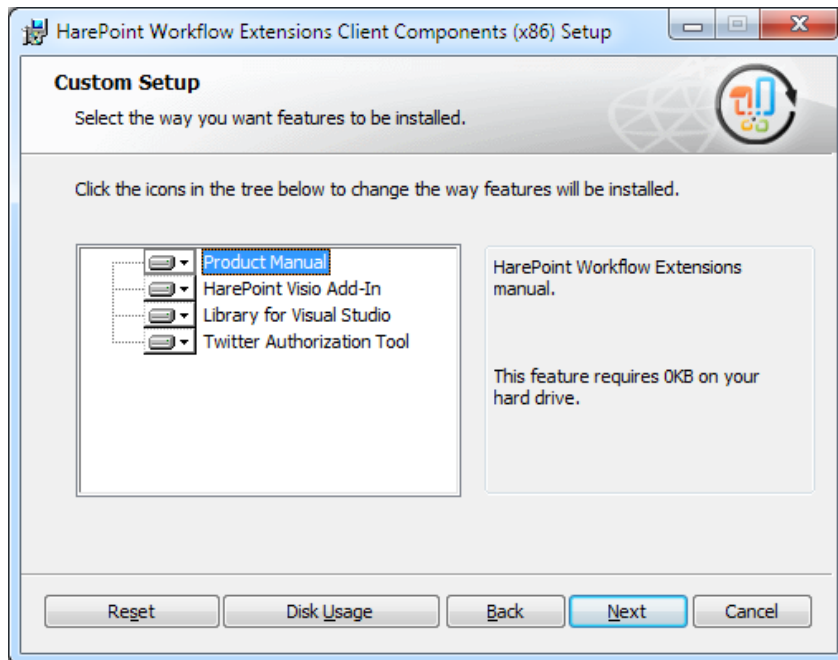 HarePoint Workflow Extensions Client Components (x86) Setup
Custom Setup
Select the way you want features to be installed.
Click the icons in the tree below to change the way features will be installed.
Product Manual
HarePoint Visio Add-In
Library for Visual Studio
Twitter Authorization Tool
HarePoint Workflow Extensions
manual.
This feature requires 0KB on your
hard drive.
Reset
Disk Usage
Back
Next
Cancel